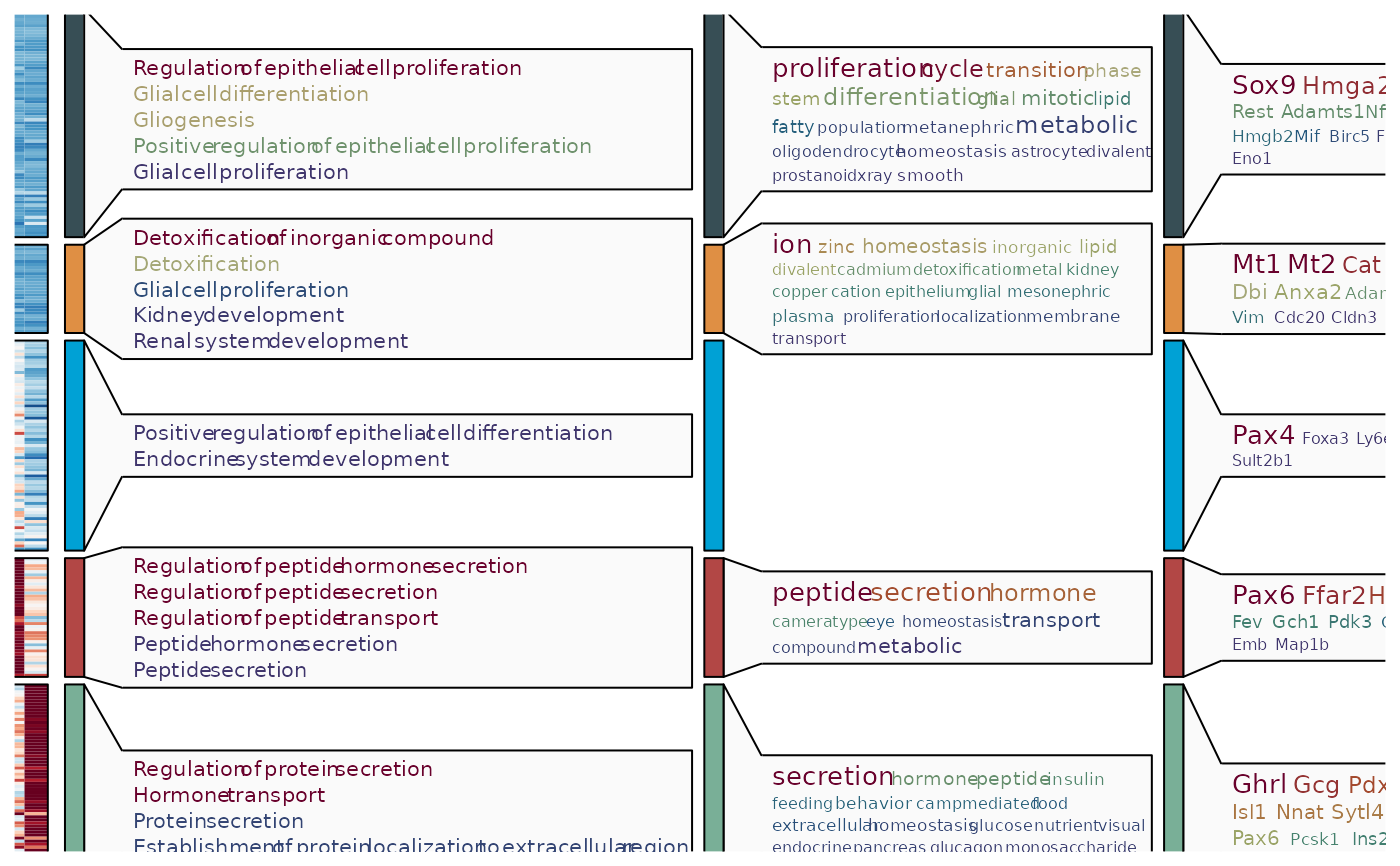 Regulation of epithelial cell proliferation
Glial cell differentiation
Gliogenesis
Positive regulation of epithelial cell proliferation
Glial cell proliferation
proliferation cycle transition phase
stem differentiation glial mitotic lipid
fatty population metanephric metabolic
oligodendrocyte homeostasis astrocyte divalent
prostanoid xray smooth
Sox9 Hmga2
Rest Adamts1 Nf
Hmgb2 Mif Birc5 F
Eno1
Detoxification of inorganic compound
Detoxification
Glial cell proliferation
Kidney development
Renal system development
ion zinc homeostasis inorganic lipid
divalent cadmium detoxification metal kidney
copper cation epithelium glial mesonephric
plasma proliferation localization membrane
transport
Mt1 Mt2 Cat
Dbi Anxa2 Adam
Vim Cdc20 Cldn3
Positive regulation of epithelial cell differentiation
Endocrine system development
Pax4 Foxa3 Ly6e
Sult2b1
Regulation of peptide hormone secretion
Regulation of peptide secretion
Regulation of peptide transport
Peptide hormone secretion
Peptide secretion
peptide secretion hormone
cameratype eye homeostasis transport
compound metabolic
Pax6 Ffar2 H
Fev Gch1 Pdk3
Emb Map1b
Regulation of protein secretion
Hormone transport
Protein secretion
Establishment of protein localization to extracellular region
secretion hormone peptide insulin
feeding behavior campmediated food
extracellular homeostasis glucose nutrient visual
endocrine pancreas glucagon monosaccharide
Ghrl Gcg Pdx
Isl1 Nnat Sytl4
Pax6 Pcsk1 Ins2